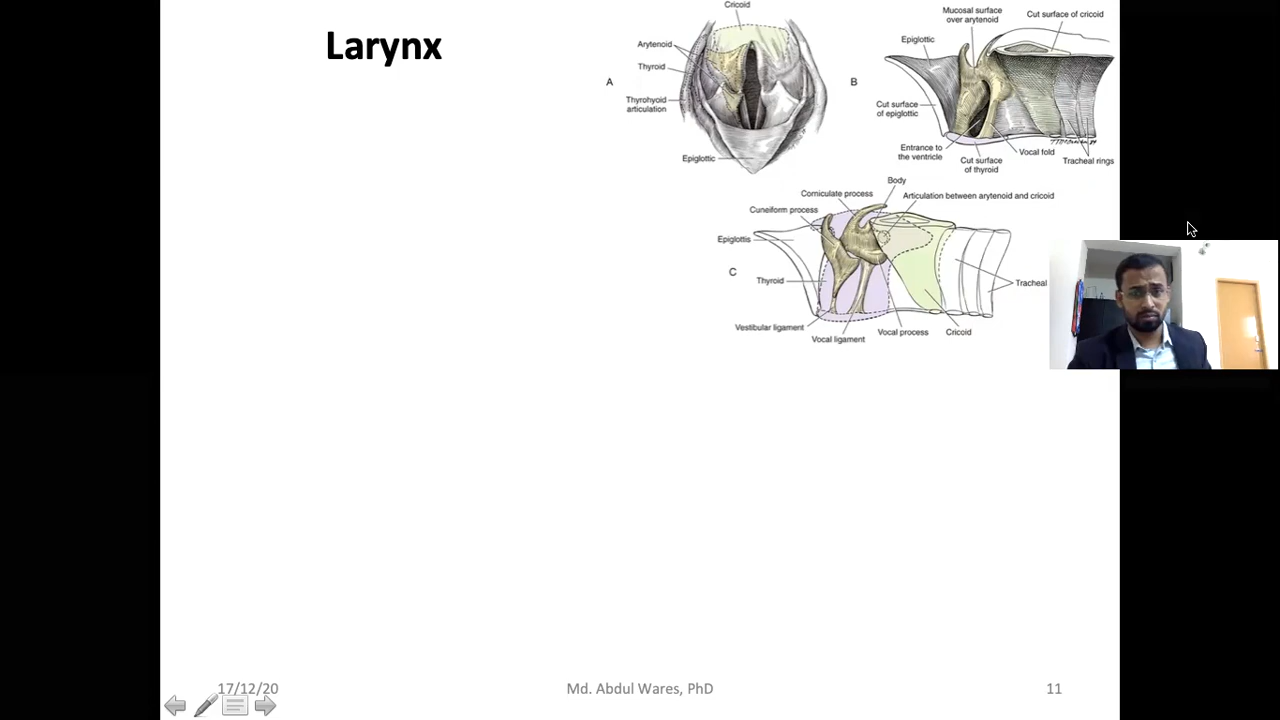 Larynx
Cricoid
Arytenoid
Thyroid
Thyrohyoid
articulation
A
Epiglottic
Mucosal surface
over arytenoid
Cut surface of cricoid
Epiglottic
B
Cut surface
of epiglottic
Entrance to
the ventricle
Cut surface
of thyroid
Vocal fold
Tracheal rings
Body
Corniculate process
Articulation between arytenoid and cricoid
Cuneiform process
Epiglottis
C
Thyroid
Tracheal
Vestibular ligament
Vocal ligament
Vocal process
Cricoid
17/12/20
Md. Abdul Wares, PhD
11